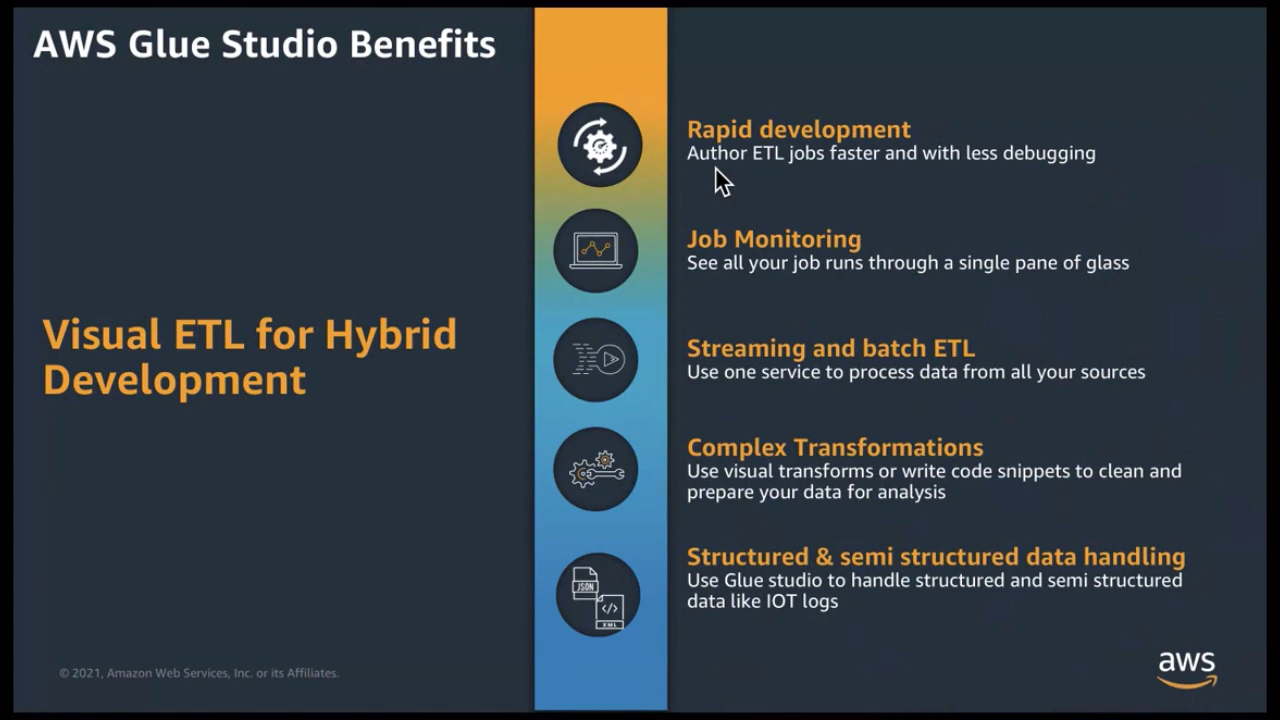 AWS Glue Studio Benefits
Visual ETL for Hybrid
Development
Rapid development
Author ETL jobs faster and with less debugging
Job Monitoring
See all your job runs through a single pane of glass
Streaming and batch ETL
Use one service to process data from all your sources
Complex Transformations
Use visual transforms or write code snippets to clean and
prepare your data for analysis
Structured & semi structured data handling
Use Glue studio to handle structured and semi structured
data like IOT logs
JSON
</>
XML
© 2021, Amazon Web Services, Inc. or its Affiliates.
aws